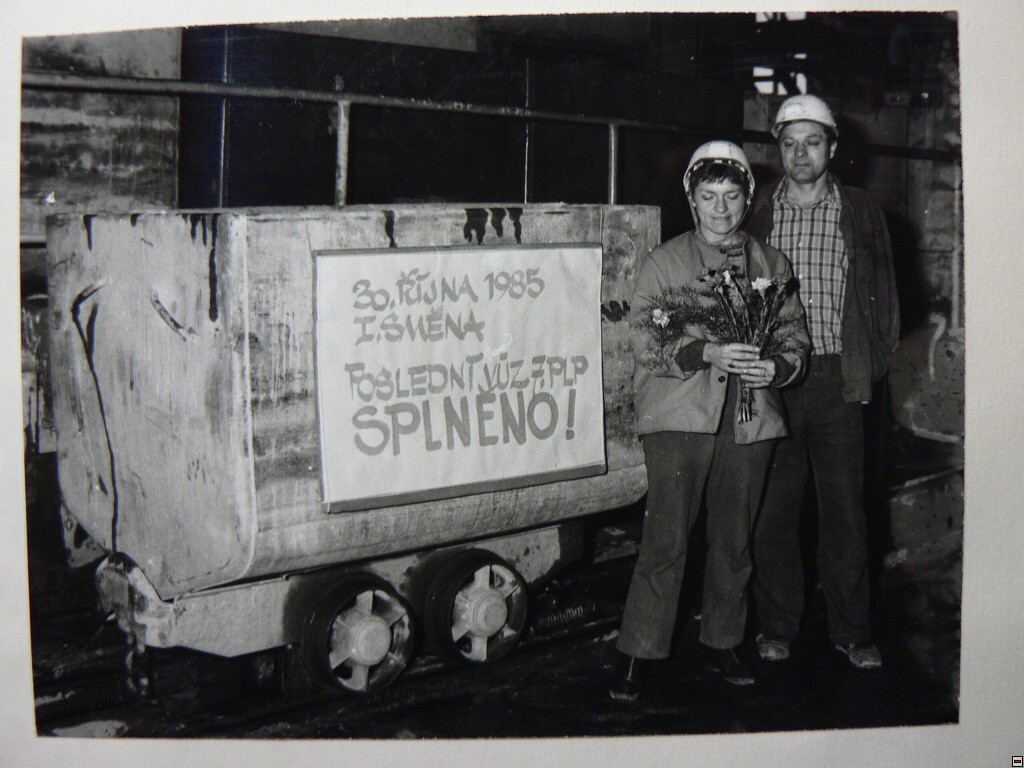 30. ŘÍJNA 1985
I. SMĚNA
POSLEDNÍ VŮZ 7.PLP
SPLNĚNO!